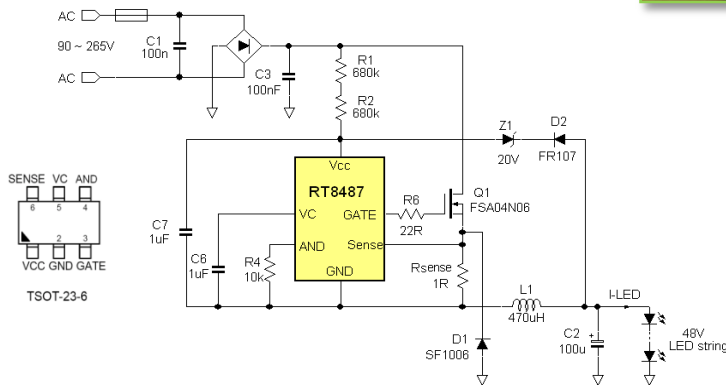 AC
90 ~ 265V
AC
C1
100n
C3
100nF
R1
680k
R2
680k
Z1
20V
D2
FR107
SENSE VC AND
6 5 4
2 3
VCC GND GATE
TSOT-23-6
C7
1uF
C6
1uF
R4
10k
Vcc
RT8487
VC
GATE
AND
Sense
GND
R6
22R
Q1
FSA04N06
Rsense
1R
D1
SF1006
L1
470uH
C2
100u
+
I-LED
48V
LED string